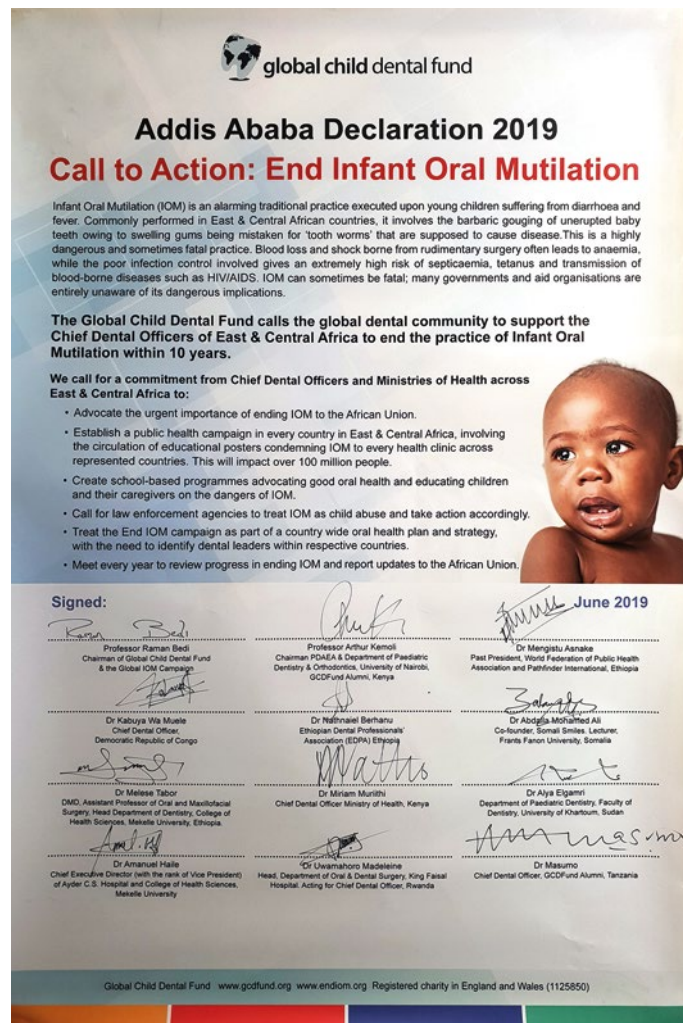 global child dental fund
Addis Ababa Declaration 2019
Call to Action: End Infant Oral Mutilation
Infant Oral Mutilation (IOM) is an alarming traditional practice executed upon young children suffering from diarrhoea and
fever. Commonly performed in East & Central African countries, it involves the barbaric gouging of unerupted baby
teeth owing to swelling gums being mistaken for 'tooth worms' that are supposed to cause disease.This is a highly
dangerous and sometimes fatal practice. Blood loss and shock borne from rudimentary surgery often leads to anaemia,
while the poor infection control involved gives an extremely high risk of septicaemia, tetanus and transmission of
blood-borne diseases such as HIV/AIDS. IOM can sometimes be fatal; many governments and aid organisations are
entirely unaware of its dangerous implications.
The Global Child Dental Fund calls the global dental community to support the
Chief Dental Officers of East & Central Africa to end the practice of Infant Oral
Mutilation within 10 years.
We call for a commitment from Chief Dental Officers and Ministries of Health across
East & Central Africa to:
• Advocate the urgent importance of ending IOM to the African Union.
• Establish a public health campaign in every country in East & Central Africa, involving
the circulation of educational posters condemning IOM to every health clinic across
represented countries. This will impact over 100 million people.
• Create school-based programmes advocating good oral health and educating children
and their caregivers on the dangers of IOM.
• Call for law enforcement agencies to treat IOM as child abuse and take action accordingly.
• Treat the End IOM campaign as part of a country wide oral health plan and strategy,
with the need to identify dental leaders within respective countries.
• Meet every year to review progress in ending IOM and report updates to the African Union.
Signed:
June 2019
Raman Bedi
Professor Raman Bedi
Chairman of Global Child Dental Fund
& the Global IOM Campaign
Professor Arthur Kemoli
Chairman PDAEA & Department of Paediatric
Dentistry & Orthodontics, University of Nairobi,
GCDFund Alumni, Kenya
Dr Mengistu Asnake
Past President, World Federation of Public Health
Association and Pathfinder International, Ethiopia
Dr Kabuya Wa Muele
Chief Dental Officer,
Democratic Republic of Congo
Dr Nathnaiel Berhanu
Ethiopian Dental Professionals'
Association (EDPA) Ethiopia
Dr Abdalla Mohamed Ali
Co-founder, Somali Smiles. Lecturer,
Frants Fanon University, Somalia
Dr Melese Tabor
DMD, Assistant Professor of Oral and Maxillofacial
Surgery, Head Department of Dentistry, College of
Health Sciences, Mekelle University, Ethiopia.
Dr Miriam Muriithi
Chief Dental Officer Ministry of Health, Kenya
Dr Alya Elgamri
Department of Paediatric Dentistry, Faculty of
Dentistry, University of Khartoum, Sudan
Dr Amanuel Haile
Chief Executive Director (with the rank of Vice President)
of Ayder C.S. Hospital and College of Health Sciences,
Mekelle University
Dr Uwamahoro Madeleine
Head, Department of Oral & Dental Surgery, King Faisal
Hospital. Acting for Chief Dental Officer, Rwanda
Dr Masumo
Chief Dental Officer, GCDFund Alumni, Tanzania
Global Child Dental Fund www.gcdfund.org www.endiom.org Registered charity in England and Wales (1125850)